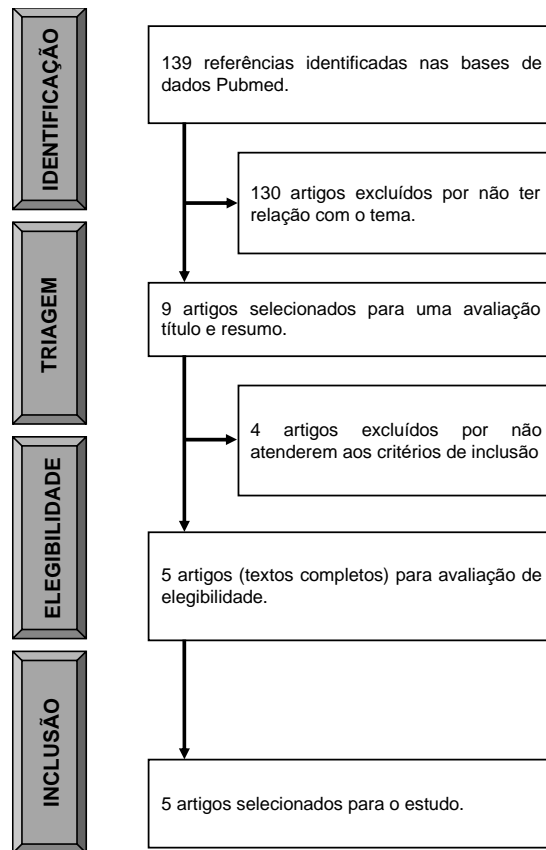 IDENTIFICAÇÃO
139 referências identificadas nas bases de
dados Pubmed.
130 artigos excluídos por não ter
relação com o tema.
TRIAGEM
9 artigos selecionados para uma avaliação
título e resumo.
4 artigos excluídos por não
atenderem aos critérios de inclusão
ELEGIBILIDADE
5 artigos (textos completos) para avaliação de
elegibilidade.
INCLUSÃO
5 artigos selecionados para o estudo.